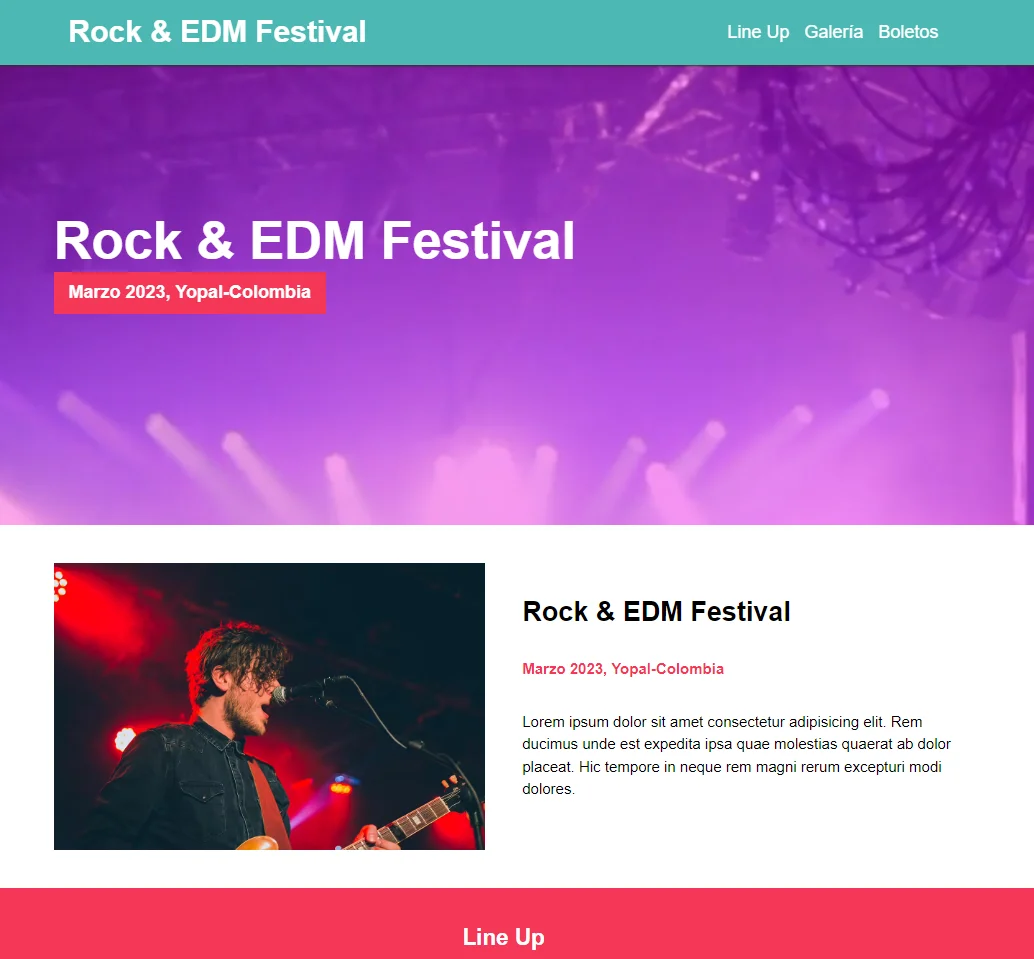 Rock & EDM Festival
Line Up Galería Boletos
Rock & EDM Festival
Marzo 2023, Yopal-Colombia
Rock & EDM Festival
Marzo 2023, Yopal-Colombia
Lorem ipsum dolor sit amet consectetur adipisicing elit. Rem
ducimus unde est expedita ipsa quae molestias quaerat ab dolor
placeat. Hic tempore in neque rem magni rerum excepturi modi
dolores.
Line Up